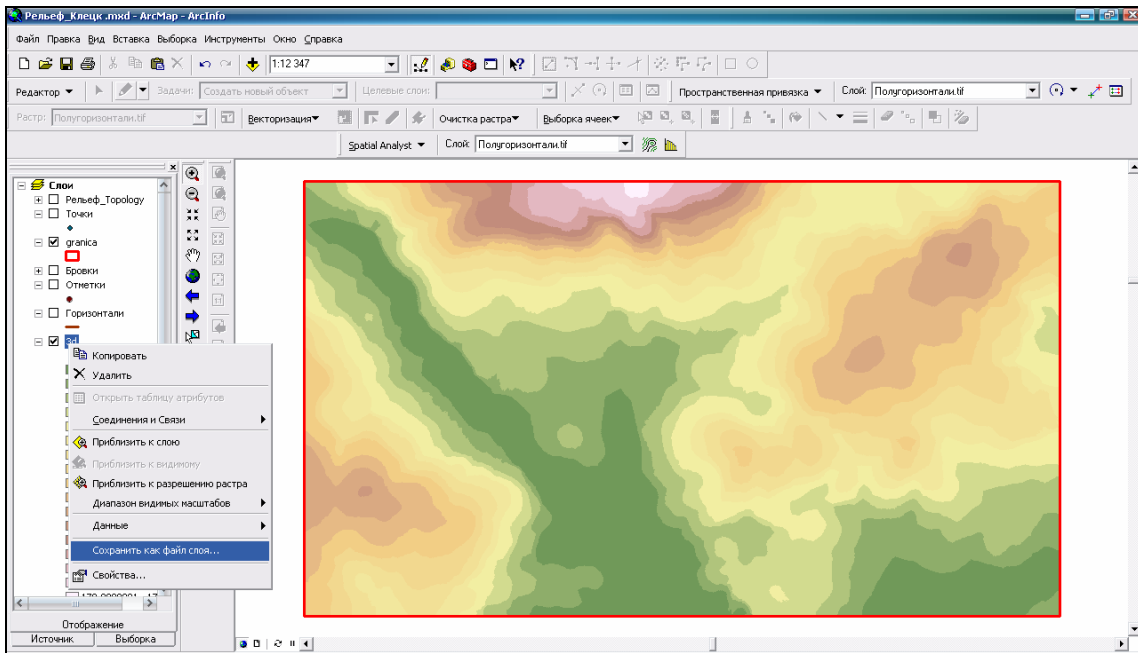 Рельеф_Клецк .mxd - ArcMap - ArcInfo
Файл Правка Вид Вставка Выборка Инструменты Окно Справка
1:12 347
Редактор Задачи: Создать новый объект Целевые слои: Пространственная привязка Слой: Полугоризонтали.tif
Растр: Полугоризонтали.tif Векторизация Очистка растра Выборка ячеек
Spatial Analyst Слой: Полугоризонтали.tif
Слои
Рельеф_Topology
Точки
granica
Бровки
Отметки
Горизонтали
3d
Копировать
Удалить
Открыть таблицу атрибутов
Соединения и Связи
Приблизить к слою
Приблизить к видимому
Приблизить к разрешению растра
Диапазон видимых масштабов
Данные
Сохранить как файл слоя...
Свойства...
Отображение
Источник Выборка